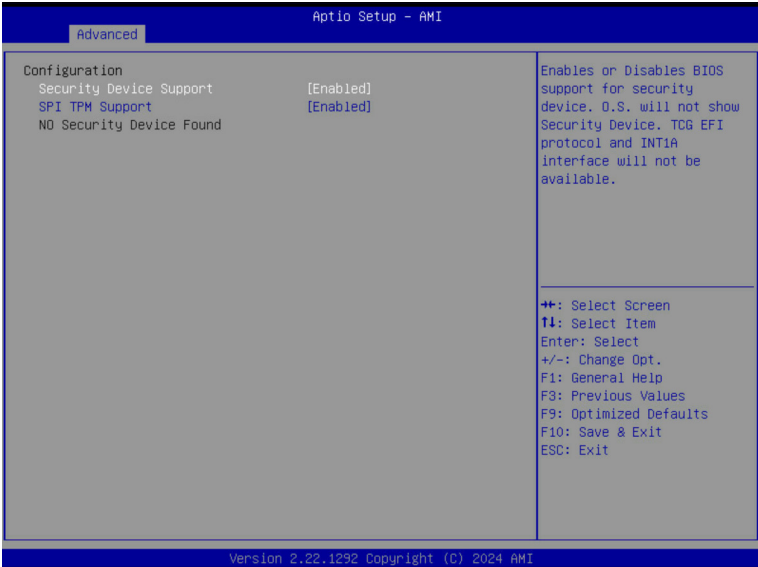 Aptio Setup – AMI
Advanced
Configuration
Security Device Support [Enabled]
SPI TPM Support [Enabled]
NO Security Device Found
Enables or Disables BIOS
support for security
device. O.S. will not show
Security Device. TCG EFI
protocol and INT1A
interface will not be
available.
→←: Select Screen
↑↓: Select Item
Enter: Select
+/-: Change Opt.
F1: General Help
F3: Previous Values
F9: Optimized Defaults
F10: Save & Exit
ESC: Exit
Version 2.22.1292 Copyright (C) 2024 AMI